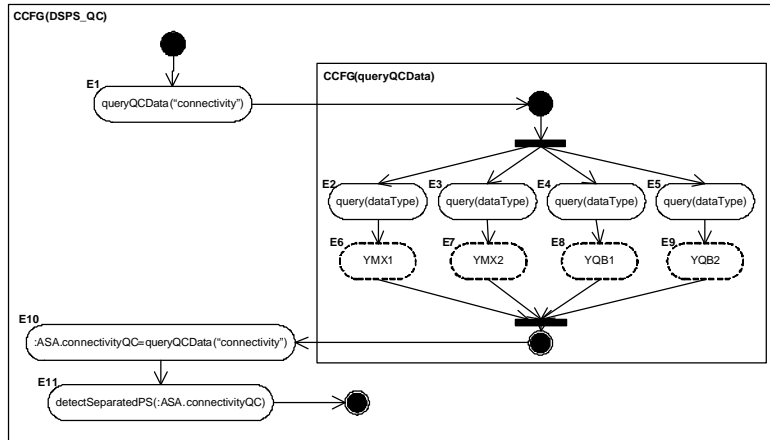 CCFG(DSPS_QC)
CCFG(queryQCData)
E1
queryQCData("connectivity")
E2
query(dataType)
E3
query(dataType)
E4
query(dataType)
E5
query(dataType)
E6
YMX1
E7
YMX2
E8
YQB1
E9
YQB2
E10
:ASA.connectivityQC=queryQCData("connectivity")
E11
detectSeparatedPS(:ASA.connectivityQC)